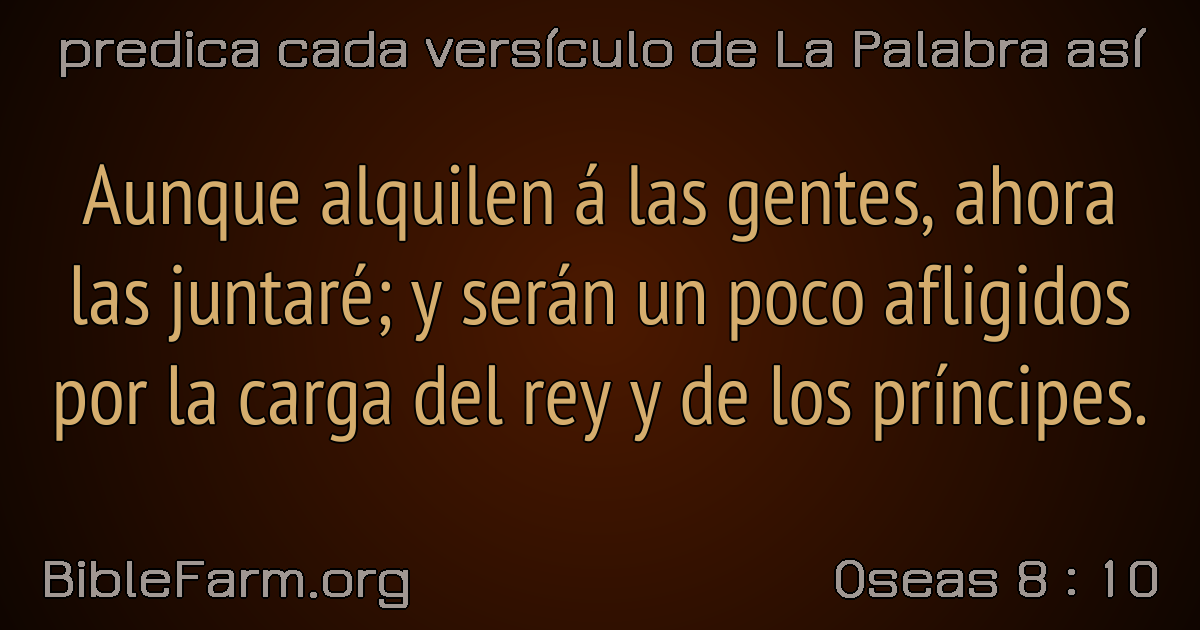 predica cada versículo de La Palabra así
Aunque alquilen á las gentes, ahora
las juntaré; y serán un poco afligidos
por la carga del rey y de los príncipes.
BibleFarm.org
Oseas 8 : 10